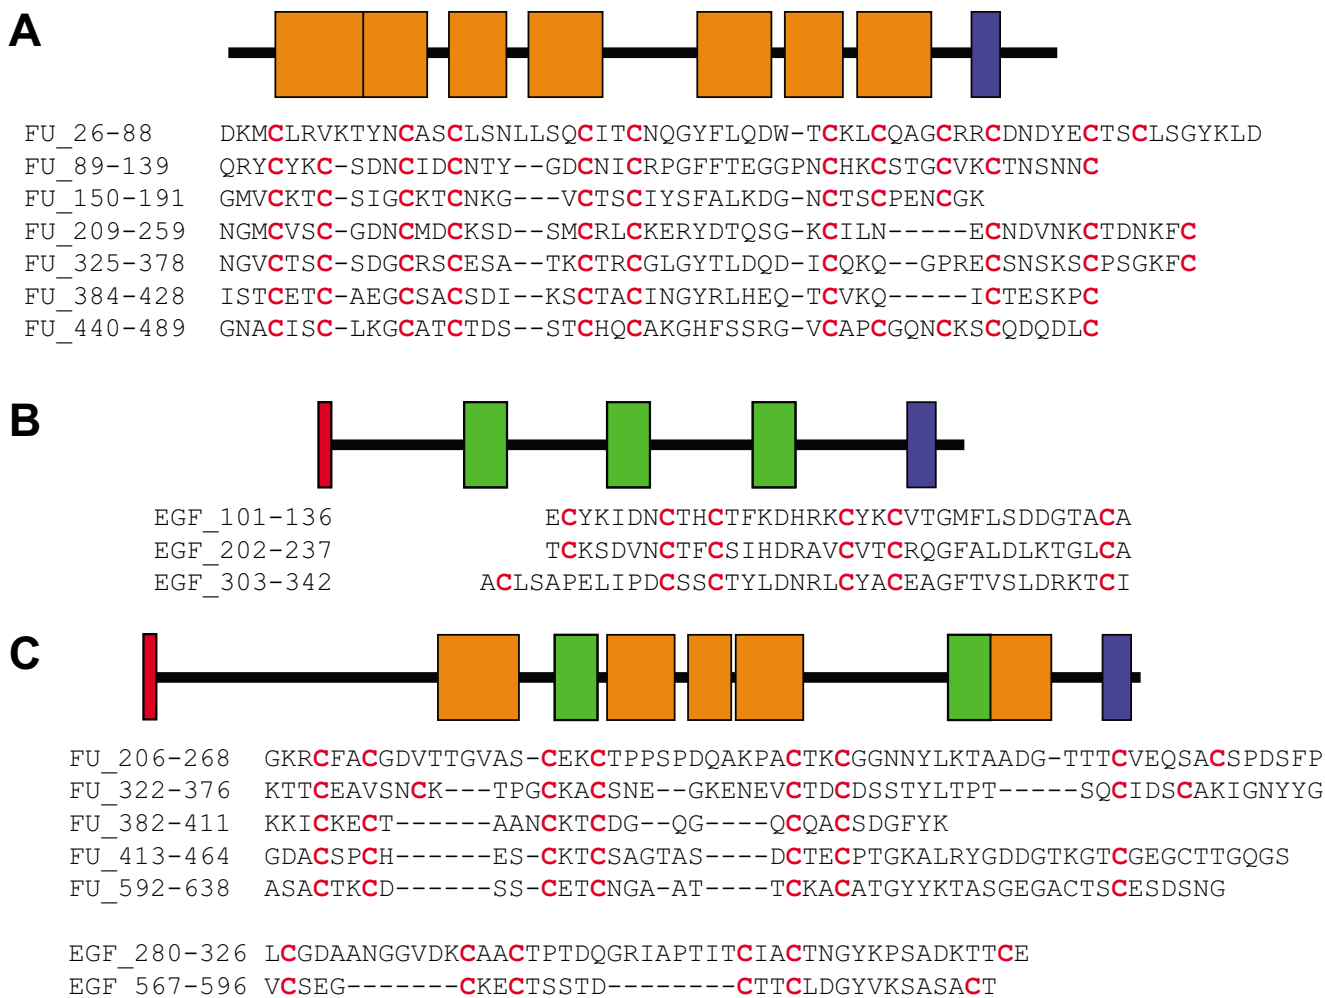 A
FU_26-88 DKMCLRVKTYNCASCLSNLLSQCITCNQGYFLQDW-TCKLCQAGCRRCDNDYECTSCLSGYKLD
FU_89-139 QRYCYKC-SDNCIDCNTY--GDCNICRPGFFTEGGPNCHKCSTGCVKCTNSNNC
FU_150-191 GMVCKTC-SIGCKTCNKG---VCTSCIYSFALKDG-NCTSCPENCGK
FU_209-259 NGMCVSC-GDNCMDCKSD--SMCRLCKERYDTQSG-KCILN-----ECNDVNKCTDNKFC
FU_325-378 NGVCTSC-SDGCRSCESA--TKCTRCGLGYTLDQD-ICQKQ--GPRECSNSKSCPSGKFC
FU_384-428 ISTCETC-AEGCSACSDI--KSCTACINGYRLHEQ-TCVKQ-----ICTESKPC
FU_440-489 GNACISC-LKGCATCTDS--STCHQCAKGHFSSRG-VCAPCGQNCKSCQDQDLC
B
EGF_101-136 ECYKIDNCTHCTFKDHRKCYKCVTGMFLSDDGTACA
EGF_202-237 TCKSDVNCTFCSIHDRAVCVTCRQGFALDLKTGLCA
EGF_303-342 ACLSAPELIPDCSSCTYLDNRLCYACEAGFTVSLDRKTCI
C
FU_206-268 GKRCFACGDVTTGVAS-CEKCTPPSPDQAKPACTKCGGNNYLKTAADG-TTTCVEQSACSPDSFP
FU_322-376 KTTCEAVSNCK---TPGCKACSNE--GKENEVCTDCDSSTYLTPT-----SQCIDSCAKIGNYYG
FU_382-411 KKICKECT------AANCKTCDG--QG----QCQACSDGFYK
FU_413-464 GDACSPCH------ES-CKTCSAGTAS----DCTECPTGKALRYGDDGTKGTCGEGCTTGQGS
FU_592-638 ASACTKCD------SS-CETCNGA-AT----TCKACATGYYKTASGEGACTSCESDSNG
EGF_280-326 LCGDAANGGVDKCAACTPTDQGRIAPTITCIACTNGYKPSADKTTCE
EGF_567-596 VCSEG-------CKECTSSTD--------CTTCLDGYVKSASACT